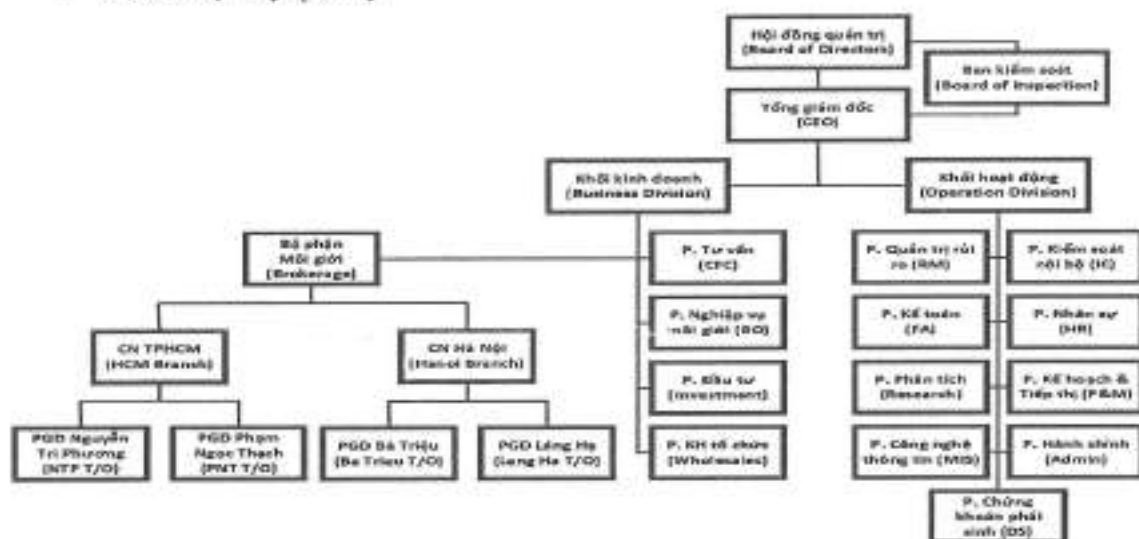 Hội đồng quản trị
(Board of Directors)
Ban kiểm soát
(Board of Inspection)
Tổng giám đốc
(CEO)
Khối kinh doanh
(Business Division)
Khối hoạt động
(Operation Division)
Bộ phận
Môi giới
(Brokerage)
P. Tư vấn
(CFC)
P. Quản trị rủi
ro (RM)
P. Kiểm soát
nội bộ (IC)
P. Nghiệp vụ
môi giới (BO)
P. Kế toán
(FA)
P. Nhân sự
(HR)
CN TPHCM
(HCM Branch)
CN Hà Nội
(Hanoi Branch)
P. Đầu tư
(Investment)
P. Phân tích
(Research)
P. Kế hoạch &
Tiếp thị (P&M)
PGD Nguyễn
Tri Phương
(NTP T/O)
PGD Phạm
Ngọc Thạch
(PNT T/O)
PGD Bà Triệu
(Ba Trieu T/O)
PGD Láng Hạ
(Lang Ha T/O)
P. KH tổ chức
(Wholesales)
P. Công nghệ
thông tin (MIS)
P. Hành chính
(Admin)
P. Chứng
khoán phái
sinh (DS)